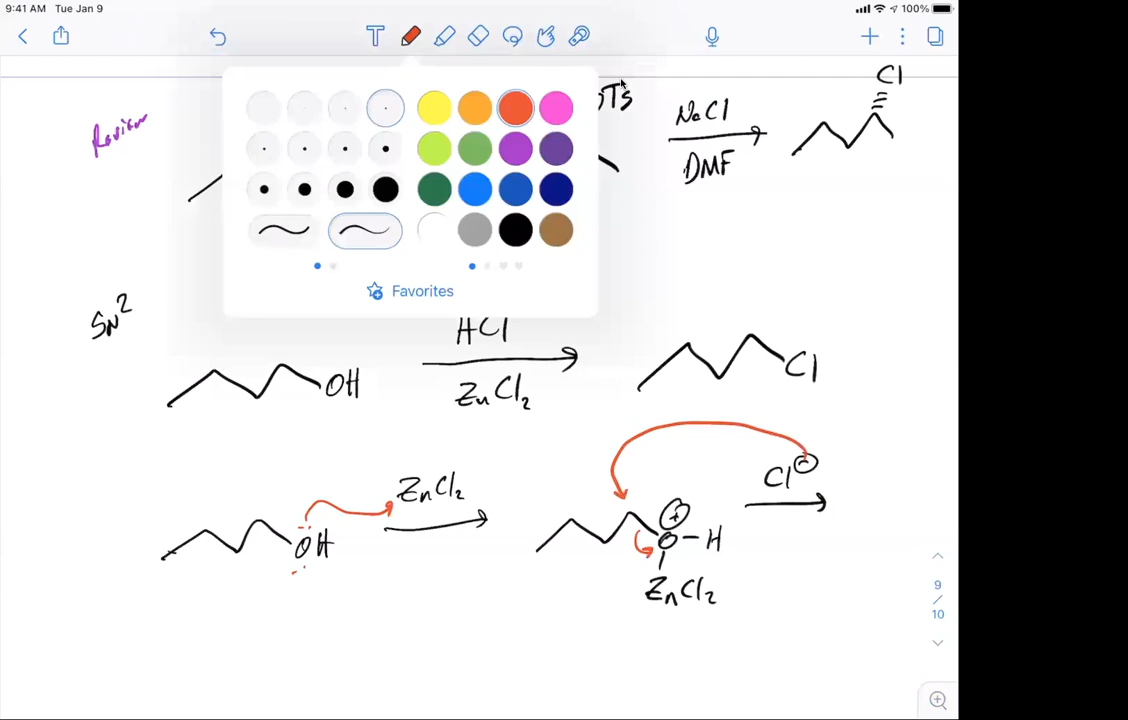 9:41 AM Tue Jan 9
100%
T
Review
OTs
NaCl
DMF
Cl
Favorites
SN2
OH
HCl
ZnCl2
Cl
OH
ZnCl2
O-H
ZnCl2
Cl⊖
⊕
9
/
10